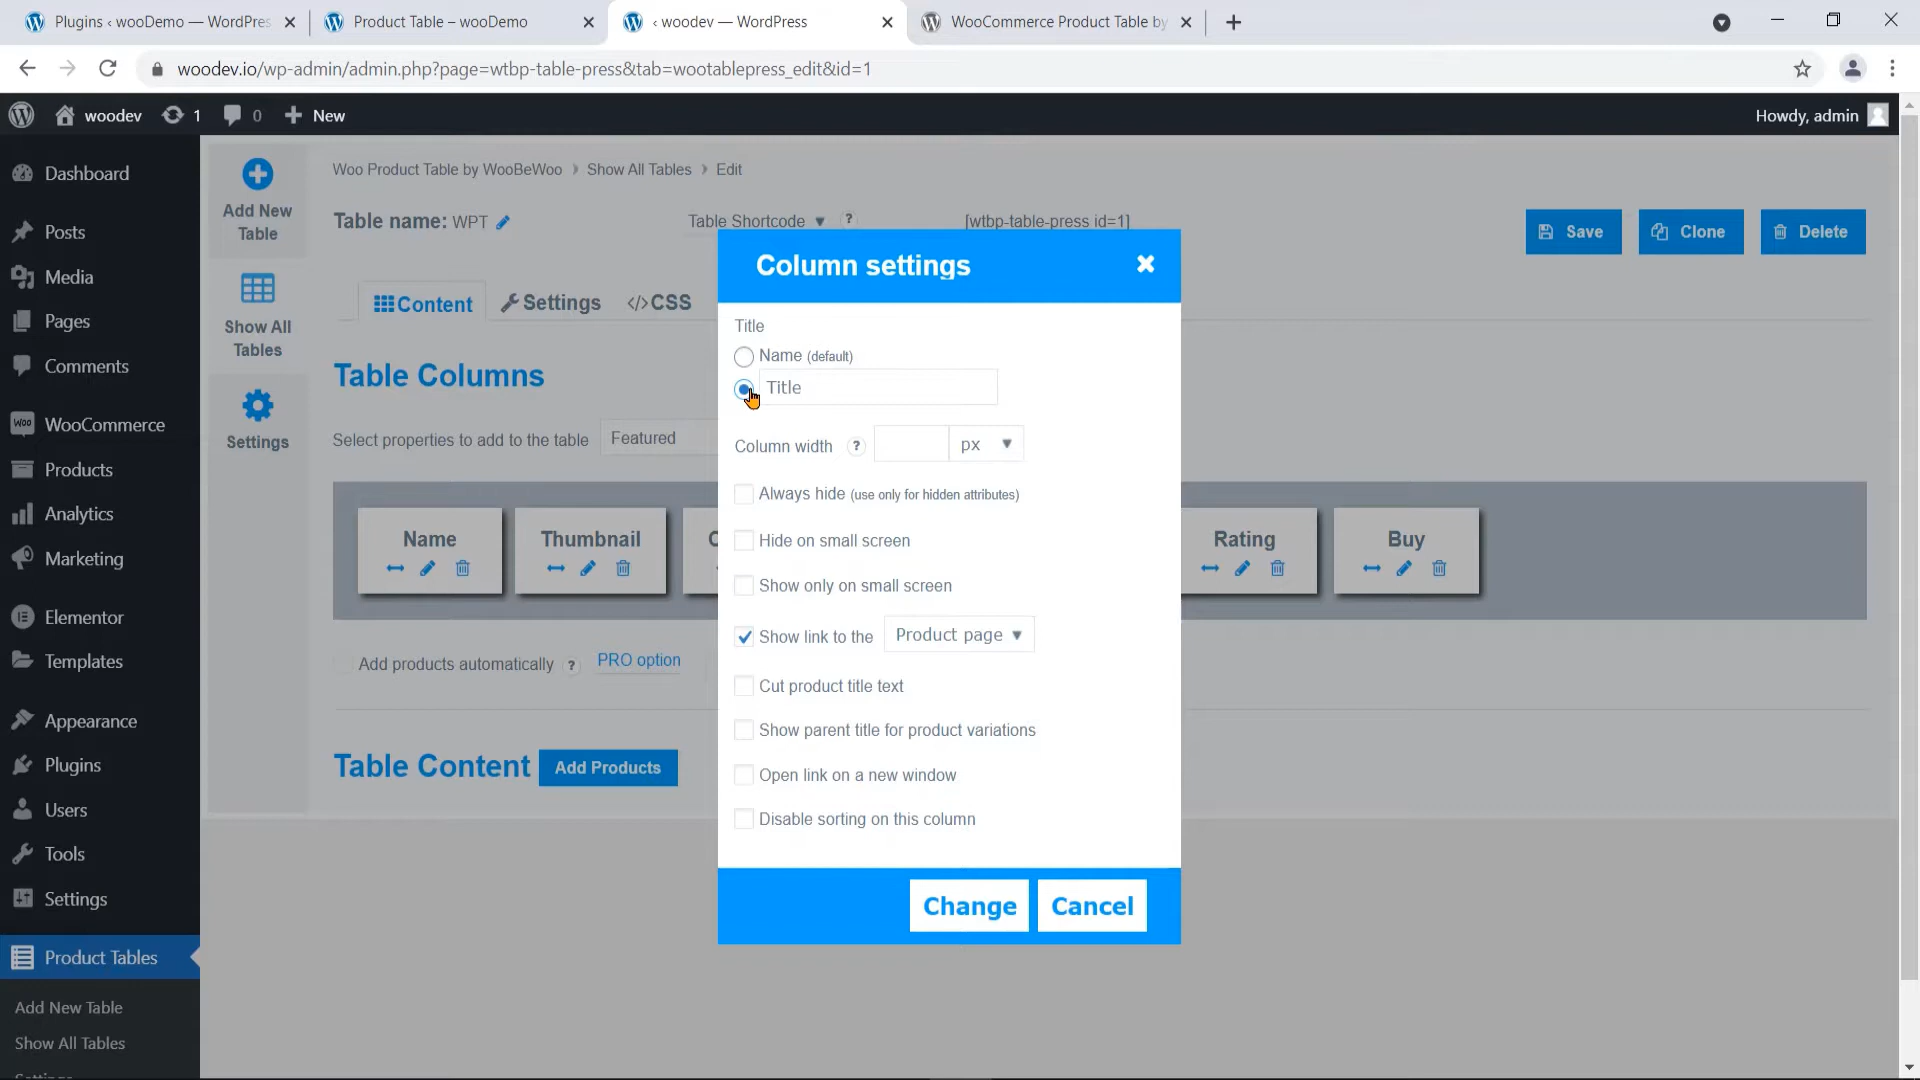 Plugins ‹ wooDemo — WordPres
Product Table – wooDemo
‹ woodev — WordPress
WooCommerce Product Table by
woodev.io/wp-admin/admin.php?page=wtbp-table-press&tab=wootablepress_edit&id=1
woodev
1
0
New
Howdy, admin
Dashboard
Posts
Media
Pages
Comments
Woo WooCommerce
Products
Analytics
Marketing
Elementor
Templates
Appearance
Plugins
Users
Tools
Settings
Product Tables
Add New Table
Show All Tables
Settings
Add New
Table
Show All
Tables
Settings
Woo Product Table by WooBeWoo › Show All Tables › Edit
Table name: WPT
Table Shortcode ▼ ?
[wtbp-table-press id=1]
Save
Clone
Delete
Content
Settings
</>CSS
Table Columns
Select properties to add to the table
Featured
Name
Thumbnail
C
Rating
Buy
Add products automatically ?
PRO option
Table Content
Add Products
Column settings
Title
Name (default)
Title
Column width ?
px ▼
Always hide (use only for hidden attributes)
Hide on small screen
Show only on small screen
Show link to the
Product page ▼
Cut product title text
Show parent title for product variations
Open link on a new window
Disable sorting on this column
Change
Cancel